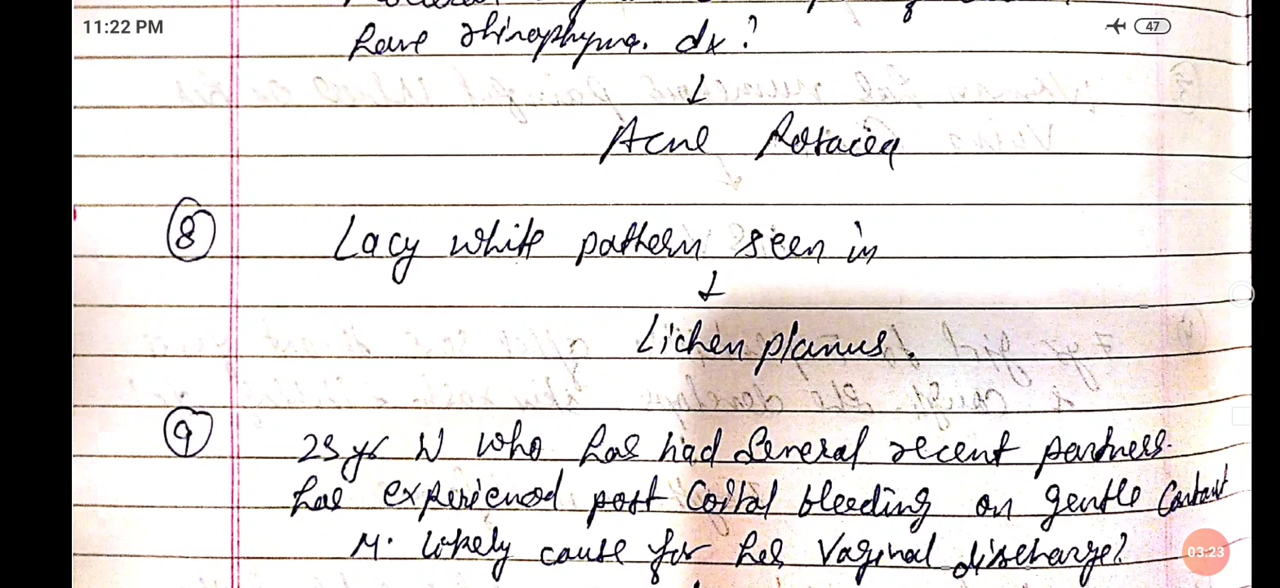 11:22 PM
47
have rhinophyma. dx?
↓
Acne Rosacea
⑧ Lacy white pattern seen in
↓
Lichen planus.
⑨ 25 yr W who has had several recent partners.
has experienced post coital bleeding on gentle contact
M. likely cause for her vaginal discharge?
03:23